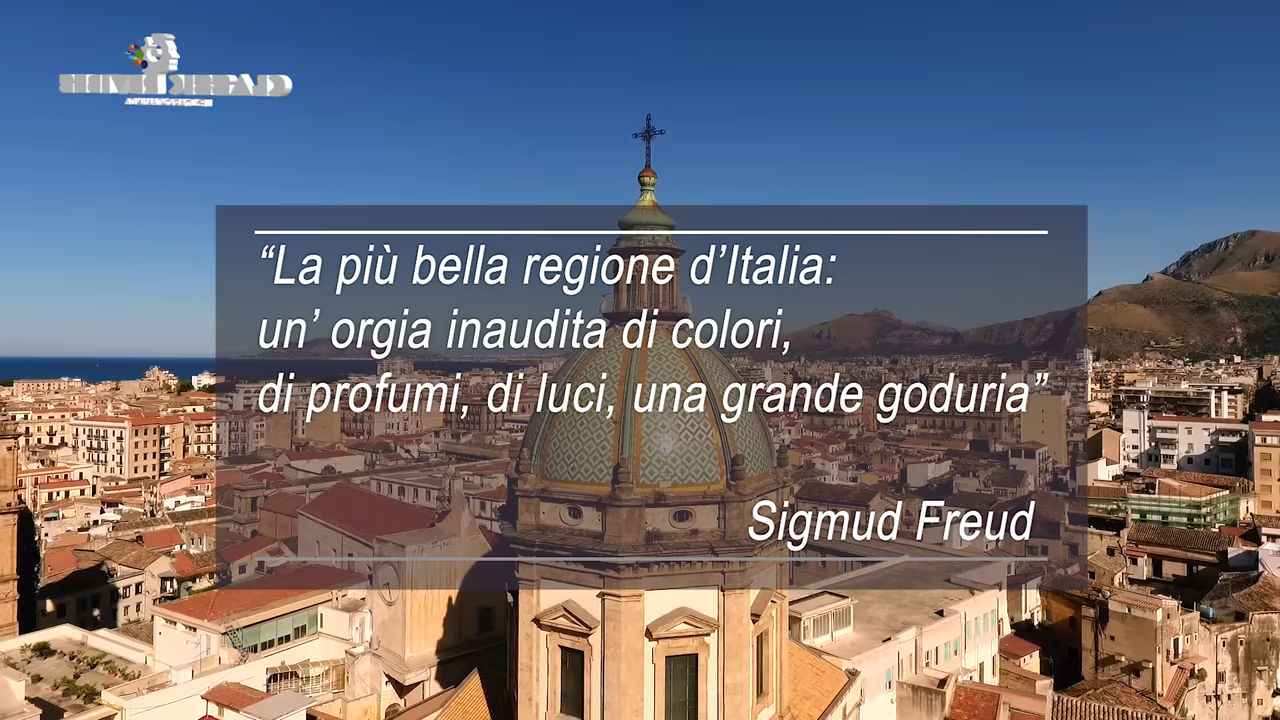 “La più bella regione d’Italia:
un’ orgia inaudita di colori,
di profumi, di luci, una grande goduria”
Sigmud Freud